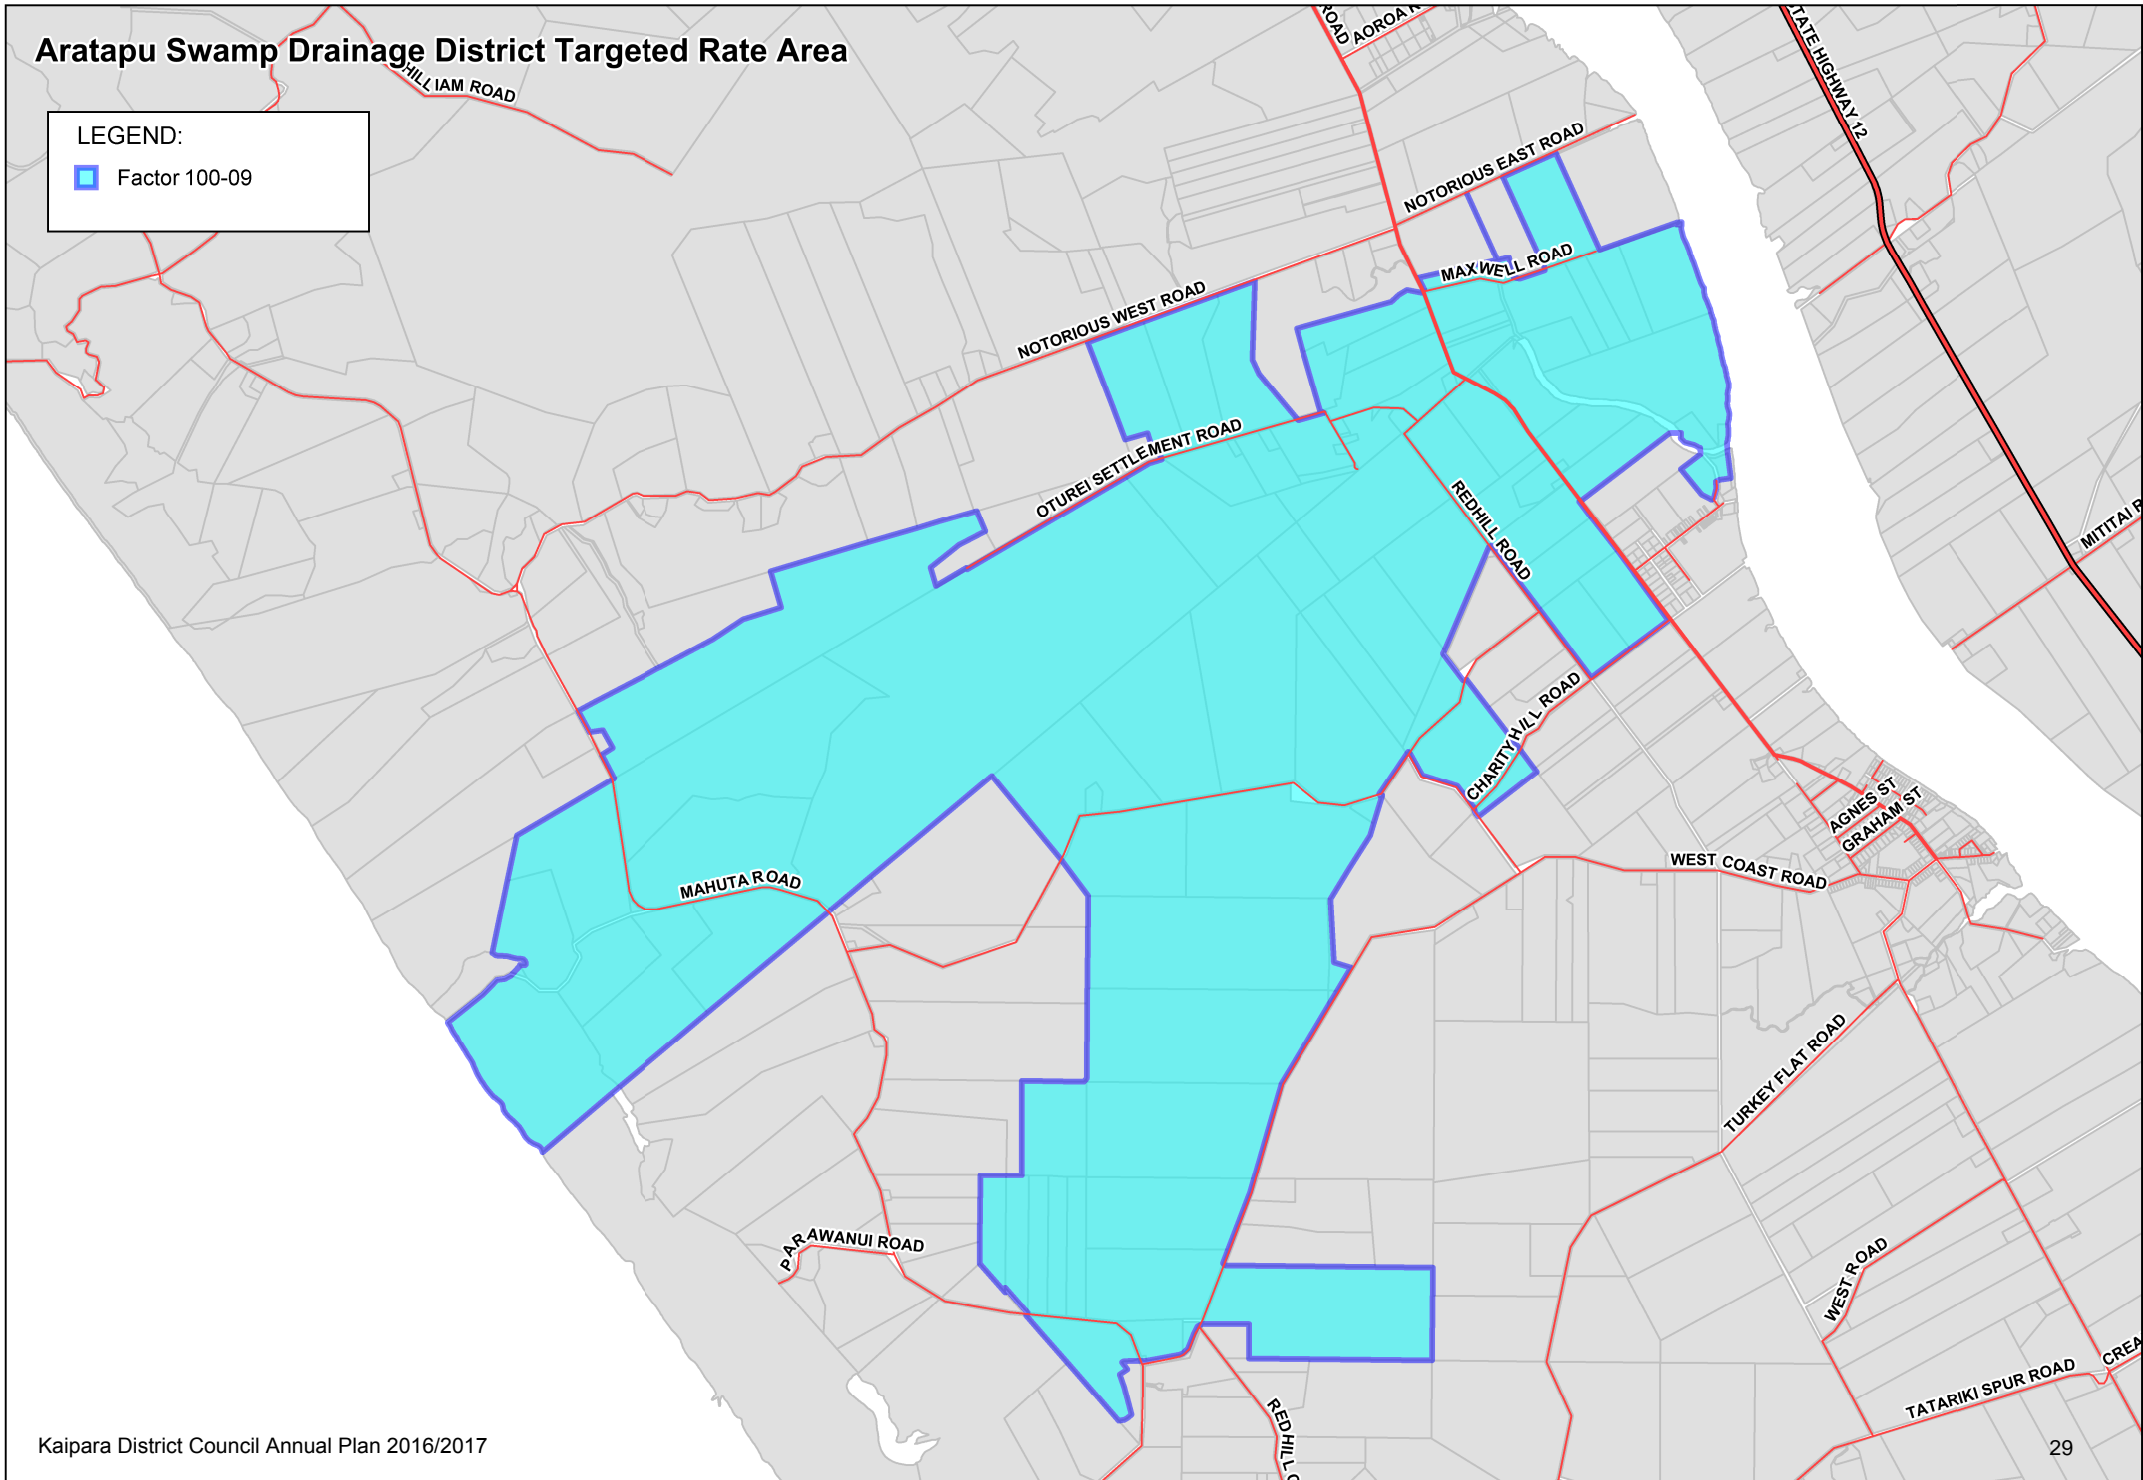 Aratapu Swamp Drainage District Targeted Rate Area
LEGEND:
Factor 100-09
HILLIAM ROAD
ROAD
AOROA R
STATE HIGHWAY 12
NOTORIOUS EAST ROAD
MAXWELL ROAD
NOTORIOUS WEST ROAD
OTUREI SETTLEMENT ROAD
REDHILL ROAD
MITITAI R
CHARITY HILL ROAD
AGNES ST
GRAHAM ST
WEST COAST ROAD
MAHUTA ROAD
TURKEY FLAT ROAD
PARAWANUI ROAD
WEST ROAD
CREA
TATARIKI SPUR ROAD
REDHILL C
Kaipara District Council Annual Plan 2016/2017
29